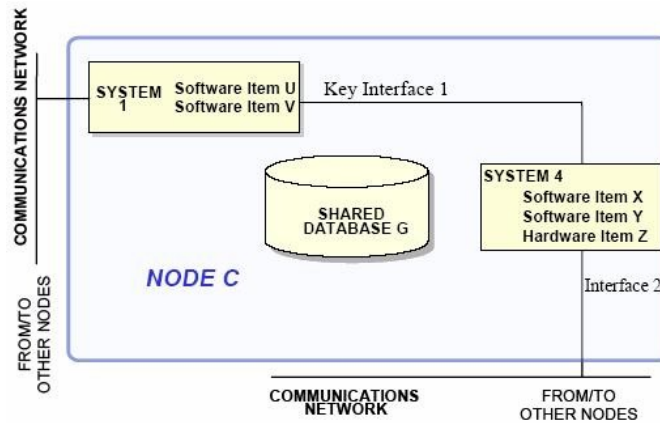 COMMUNICATIONS NETWORK
FROM/TO
OTHER NODES
SYSTEM
1
Software Item U
Software Item V
Key Interface 1
SHARED
DATABASE G
SYSTEM 4
Software Item X
Software Item Y
Hardware Item Z
NODE C
Interface 2
COMMUNICATIONS
NETWORK
FROM/TO
OTHER NODES